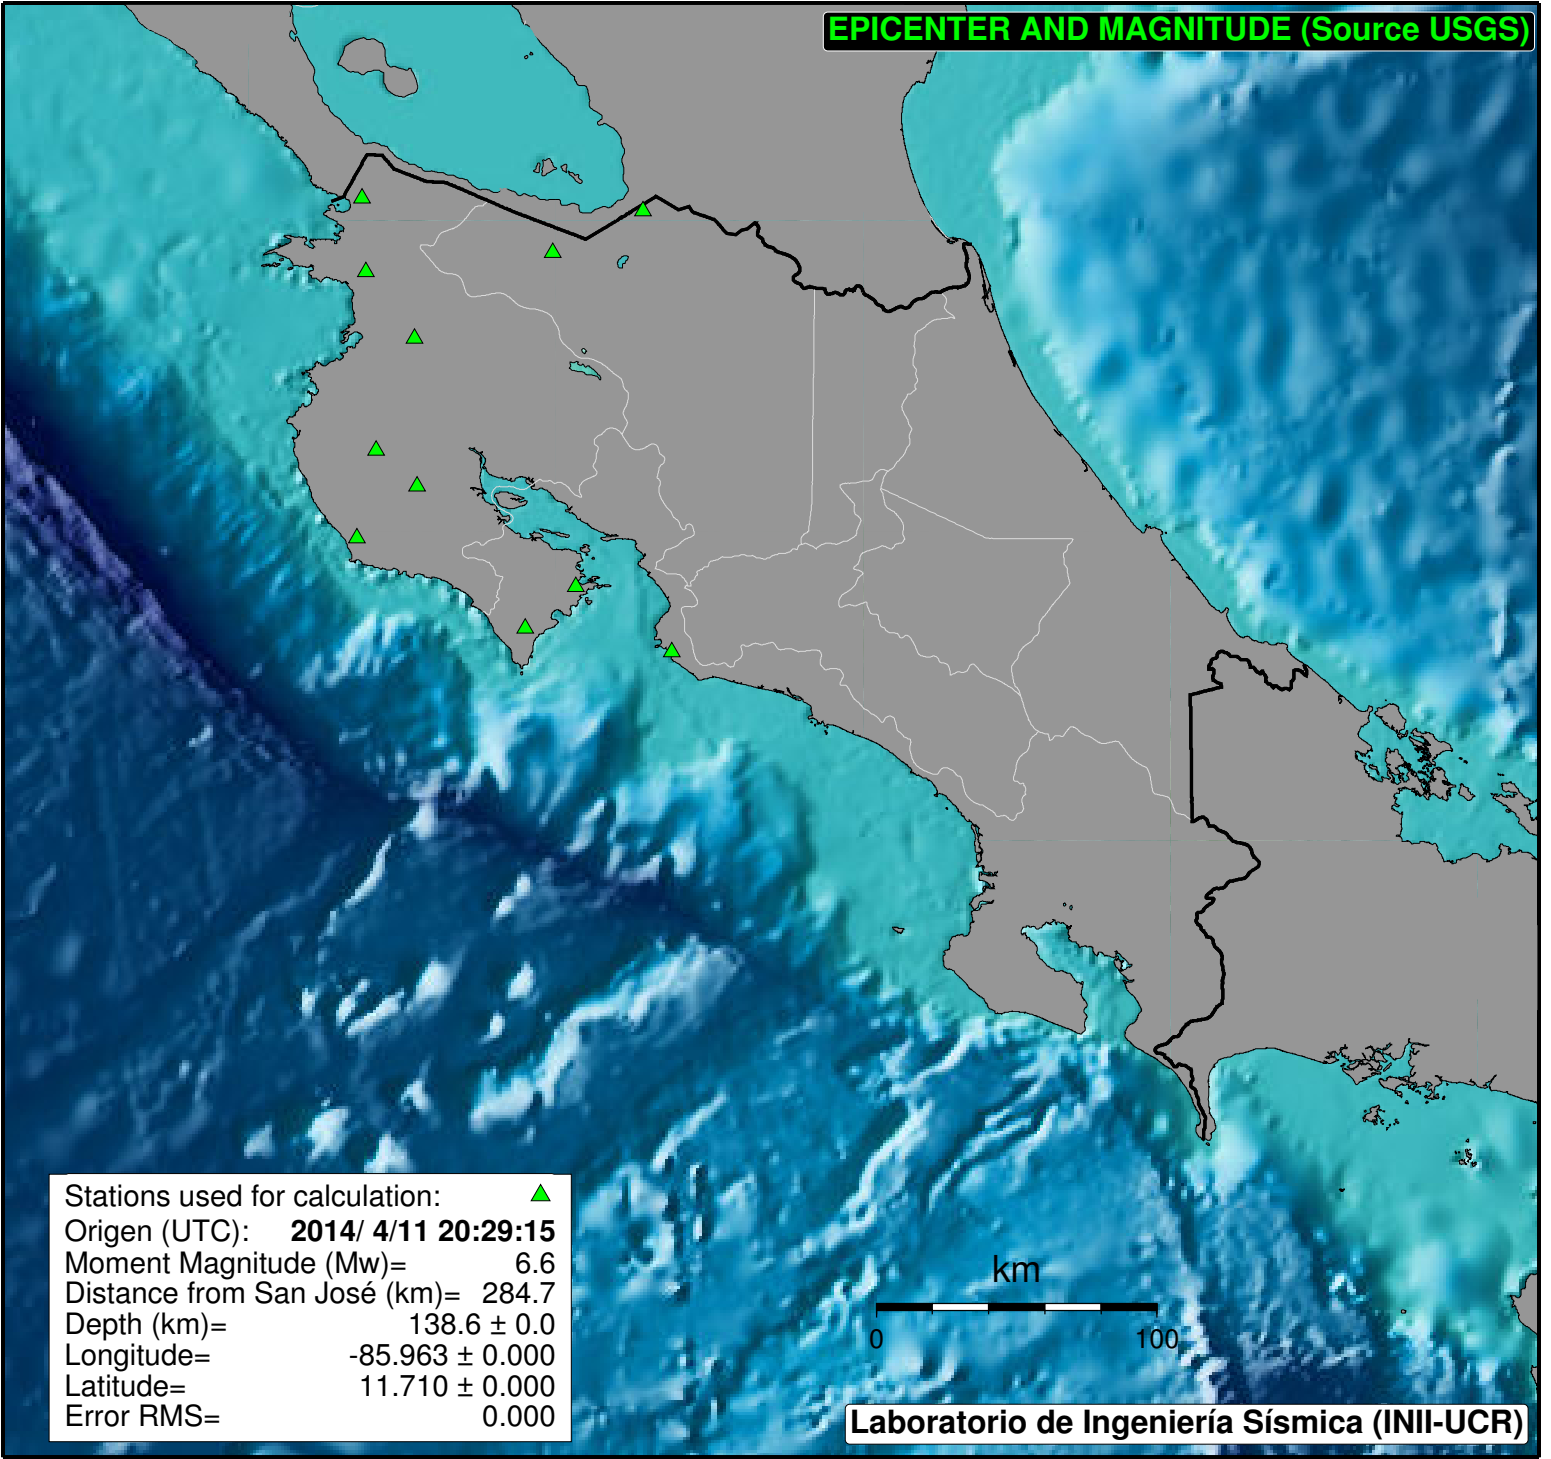 EPICENTER AND MAGNITUDE (Source USGS)
Stations used for calculation:
Origen (UTC): 2014/ 4/11 20:29:15
Moment Magnitude (Mw)= 6.6
Distance from San José (km)= 284.7
Depth (km)= 138.6 ± 0.0
Longitude= -85.963 ± 0.000
Latitude= 11.710 ± 0.000
Error RMS= 0.000
km
0 100
Laboratorio de Ingeniería Sísmica (INII-UCR)